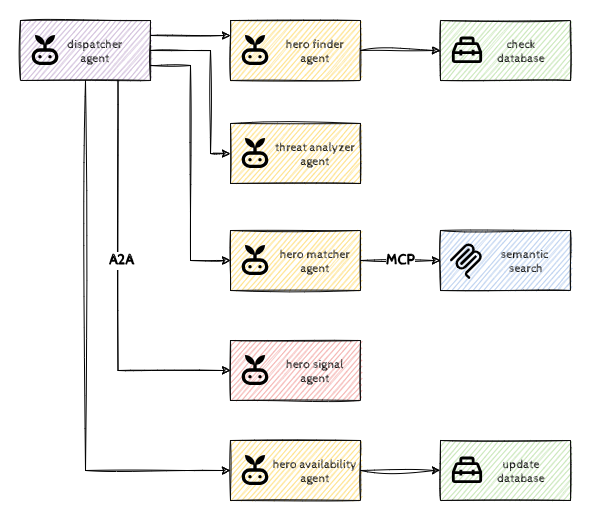 dispatcher
agent
hero finder
agent
check
database
threat analyzer
agent
A2A
hero matcher
agent
MCP
semantic
search
hero signal
agent
hero availability
agent
update
database